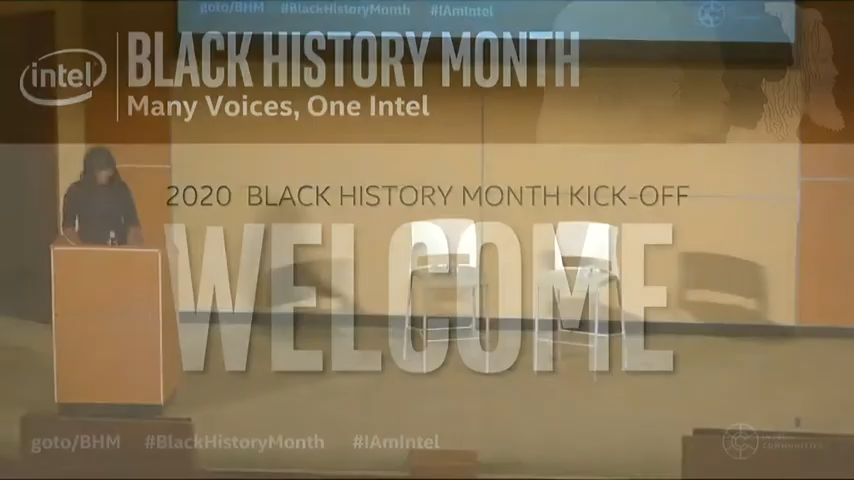 goto/BHM #BlackHistoryMonth #IAmIntel
intel
BLACK HISTORY MONTH
Many Voices, One Intel
2020 BLACK HISTORY MONTH KICK-OFF
WELCOME
goto/BHM #BlackHistoryMonth #IAmIntel
COMMUNITIES